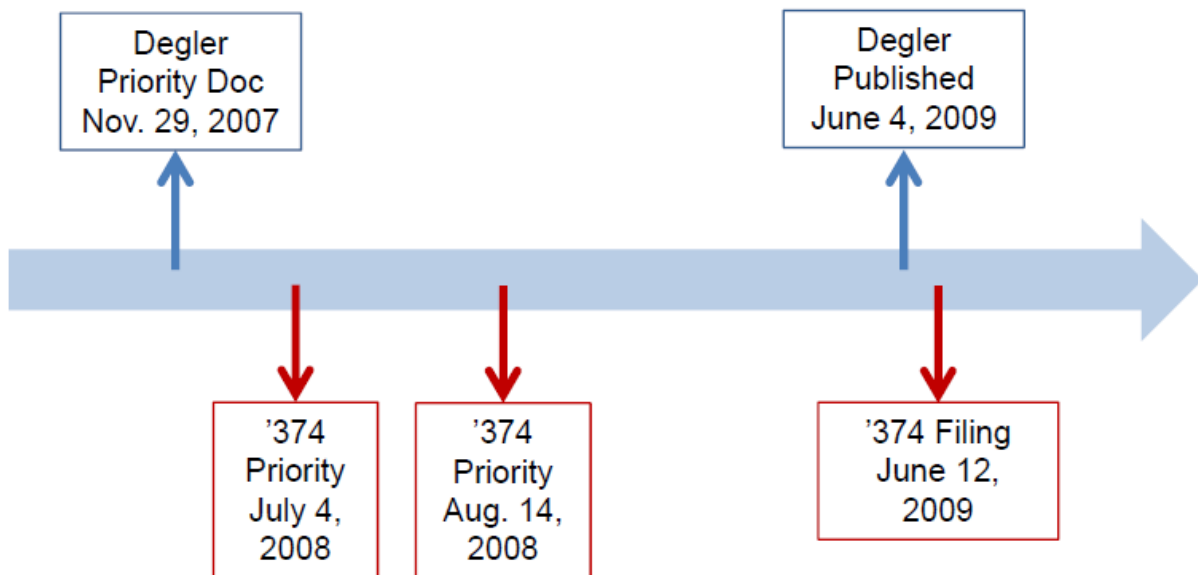 Degler
Priority Doc
Nov. 29, 2007
Degler
Published
June 4, 2009
’374
Priority
July 4,
2008
’374
Priority
Aug. 14,
2008
’374 Filing
June 12,
2009